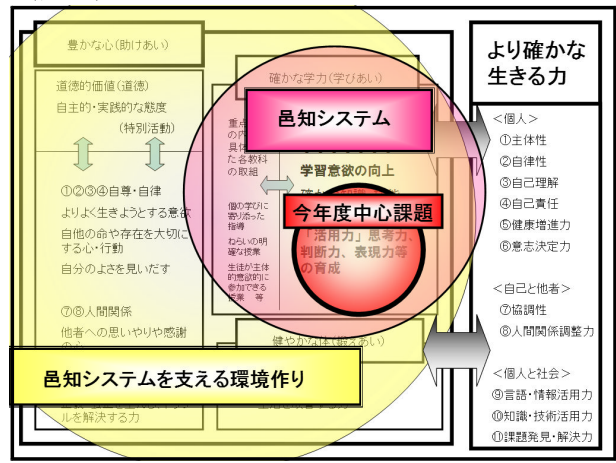 豊かな心(助けあい)
道徳的価値(道徳)
自主的・実践的な態度
(特別活動)
①②③④自尊・自律
よりよく生きようとする意欲
自他の命や存在を大切に
する心・行動
自分のよさを見いだす
⑦⑧人間関係
他者への思いやりや感謝
ルを解決する力
確かな学力(学びあい)
邑知システム
重点
の内
具体
た各教科
の取組
個の学びに
寄り添った
指導
ねらいの明
確な授業
生徒が主体
的意欲的に
参加できる
授業 等
学習意欲の向上
今年度中心課題
「活用力」思考力、
判断力、表現力等
の育成
健やかな体(鍛えあい)
邑知システムを支える環境作り
より確かな
生きる力
<個人>
①主体性
②自律性
③自己理解
④自己責任
⑤健康増進力
⑥意志決定力
<自己と他者>
⑦協調性
⑧人間関係調整力
<個人と社会>
⑨言語・情報活用力
⑩知識・技術活用力
⑪課題発見・解決力